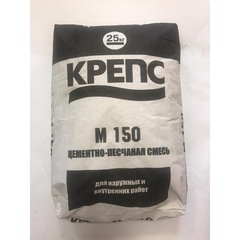 25кг
КРЕПС
М 150
ЦЕМЕНТНО-ПЕСЧАНАЯ СМЕСЬ
для наружных и
внутренних работ